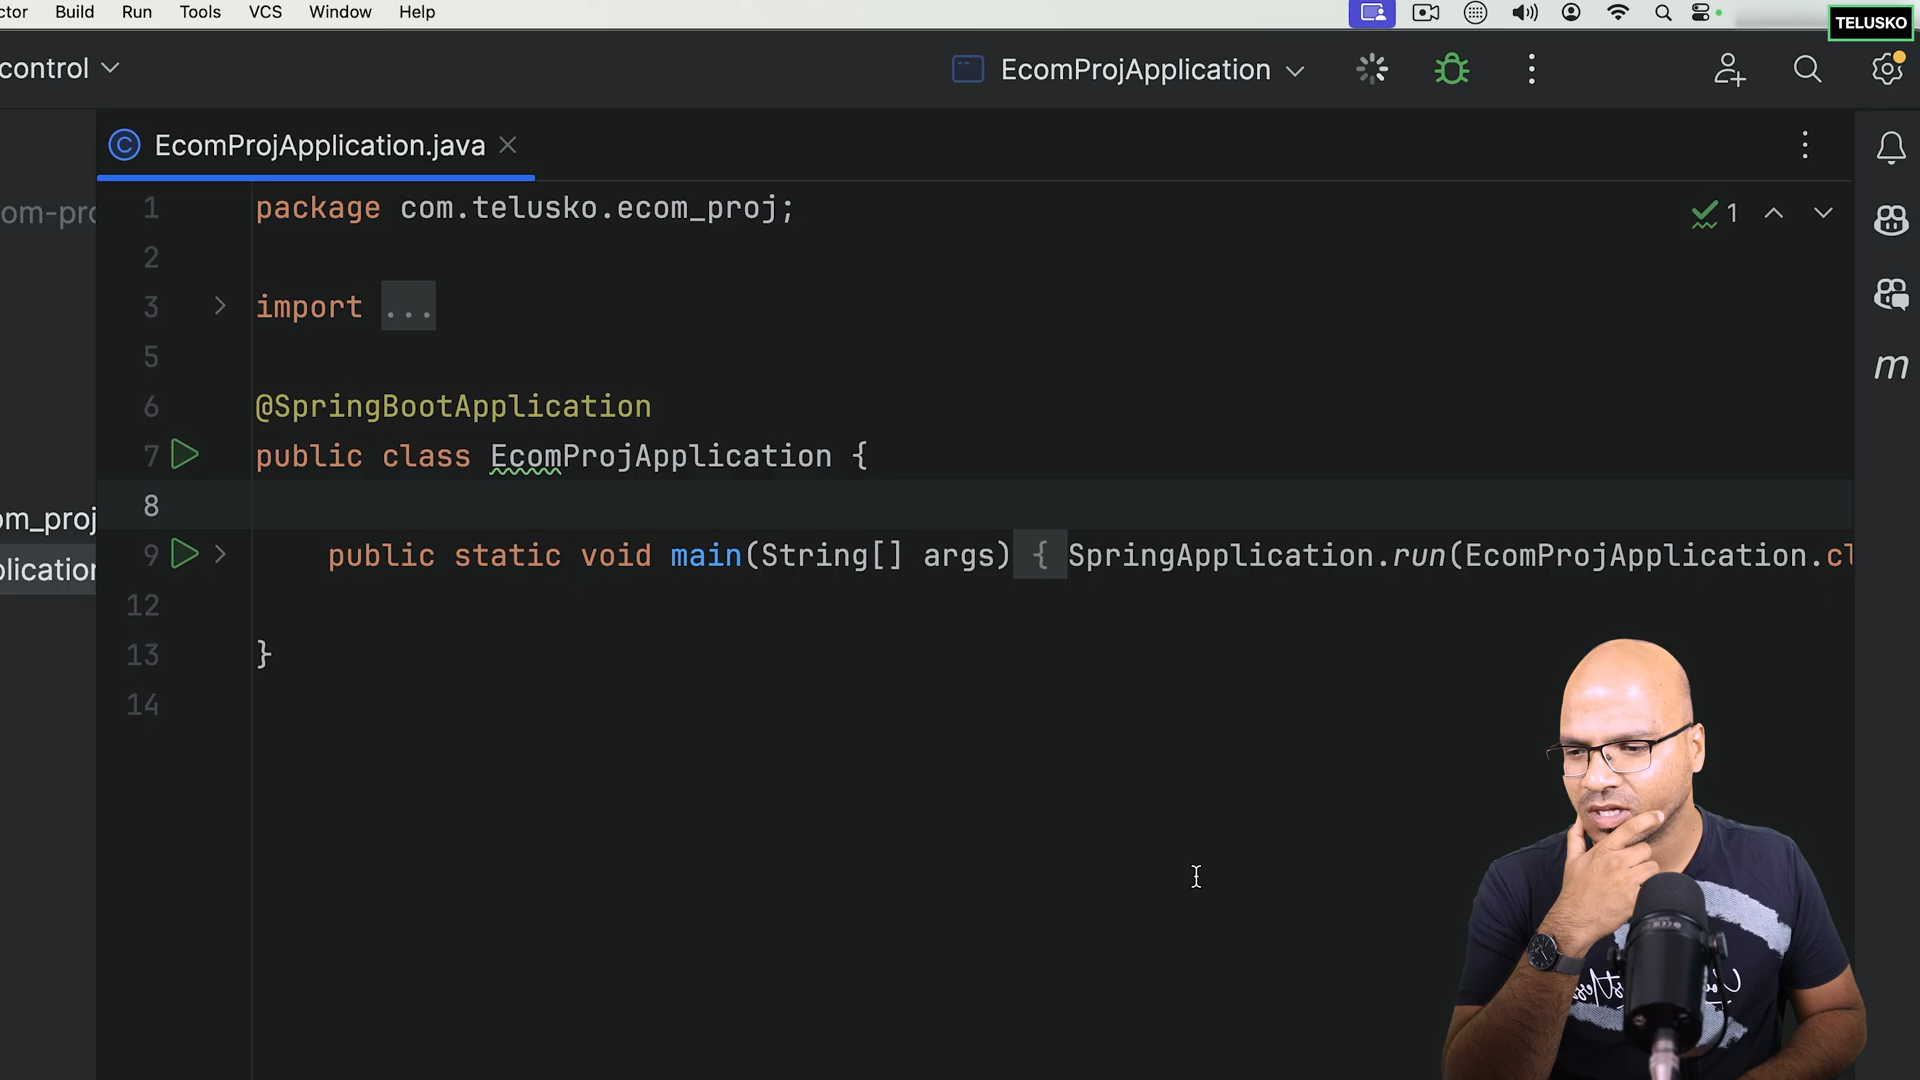 ctor Build Run Tools VCS Window Help
TELUSKO
control EcomProjApplication
EcomProjApplication.java
1 package com.telusko.ecom_proj;
1
2
3 import ...
5
6 @SpringBootApplication
7 public class EcomProjApplication {
8
9 public static void main(String[] args) { SpringApplication.run(EcomProjApplication.cl
12
13 }
14
om-pro
om_proj
plication
m